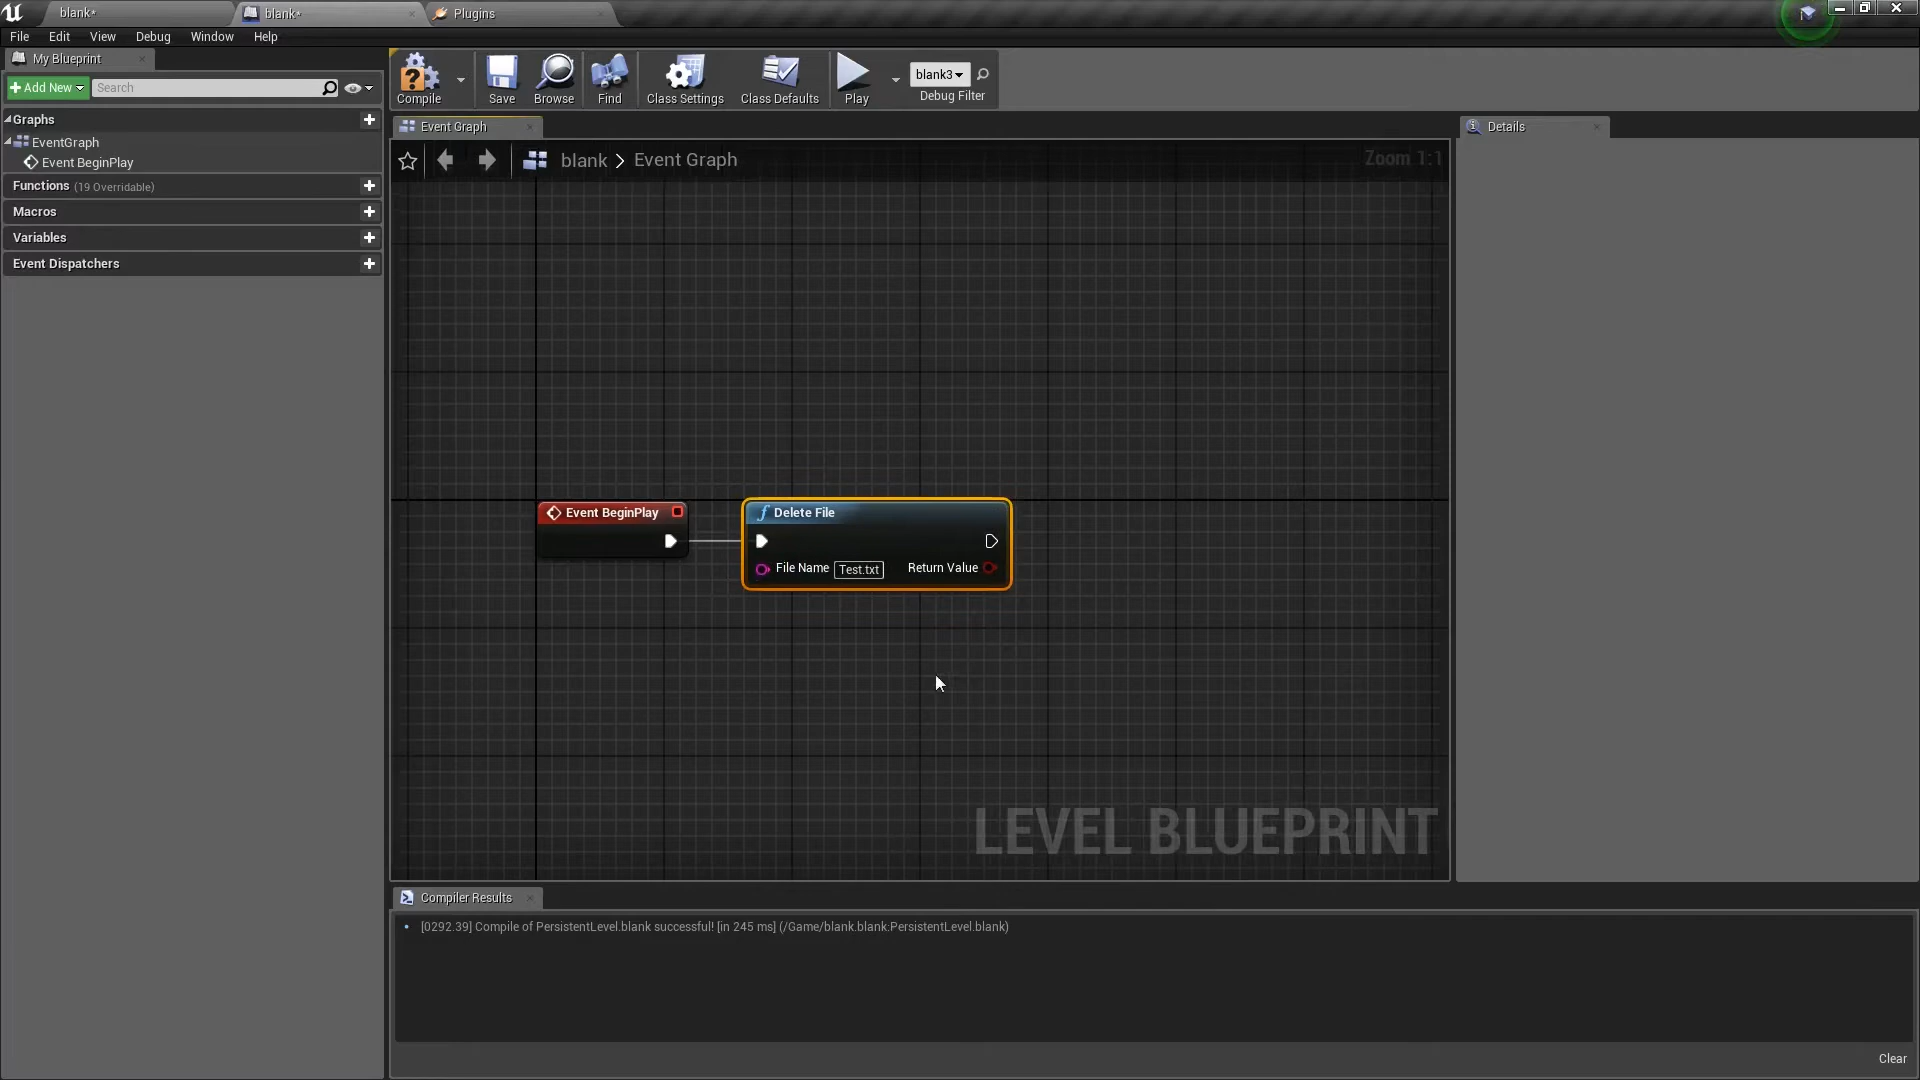 blank*
blank*
Plugins
File Edit View Debug Window Help
My Blueprint
Add New
Search
Graphs
EventGraph
Event BeginPlay
Functions (19 Overridable)
Macros
Variables
Event Dispatchers
Compile
Save
Browse
Find
Class Settings
Class Defaults
Play
blank3
Debug Filter
Event Graph
blank > Event Graph
Zoom 1:1
Event BeginPlay
Delete File
File Name Test.txt Return Value
LEVEL BLUEPRINT
Details
Compiler Results
[0292.39] Compile of PersistentLevel.blank successful! [in 245 ms] (/Game/blank.blank:PersistentLevel.blank)
Clear